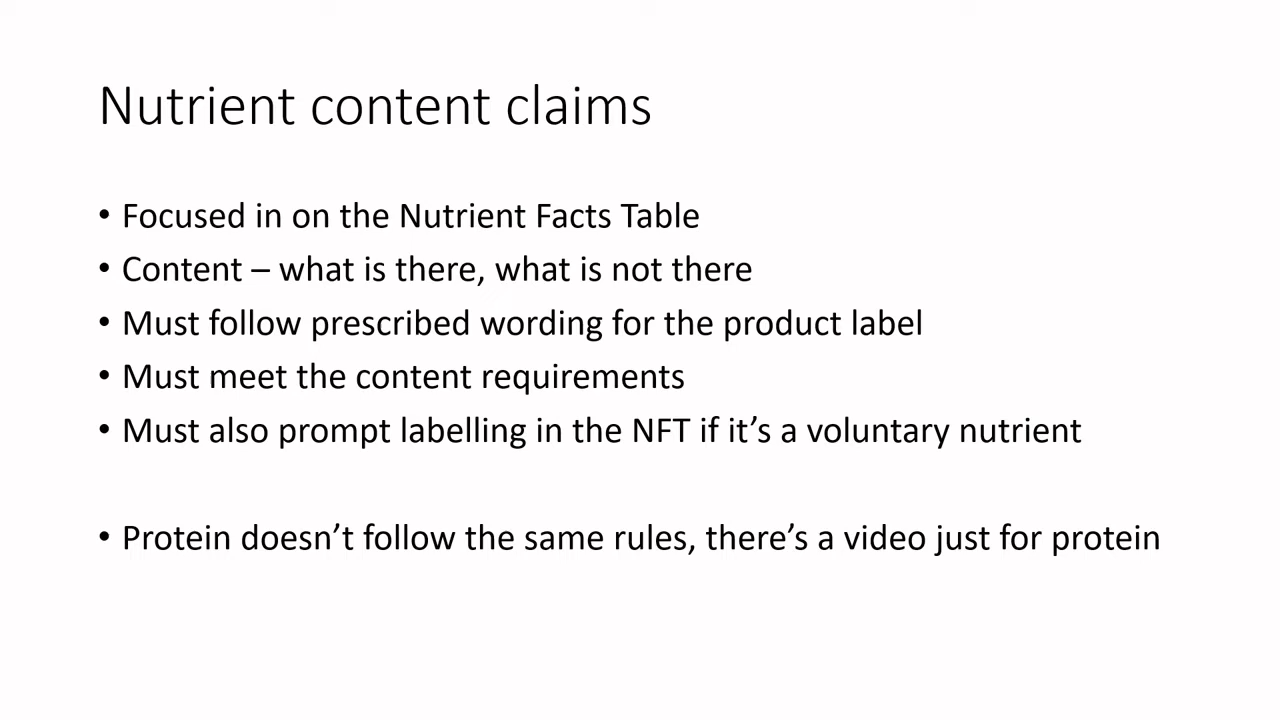 Nutrient content claims
• Focused in on the Nutrient Facts Table
• Content – what is there, what is not there
• Must follow prescribed wording for the product label
• Must meet the content requirements
• Must also prompt labelling in the NFT if it’s a voluntary nutrient
• Protein doesn’t follow the same rules, there’s a video just for protein